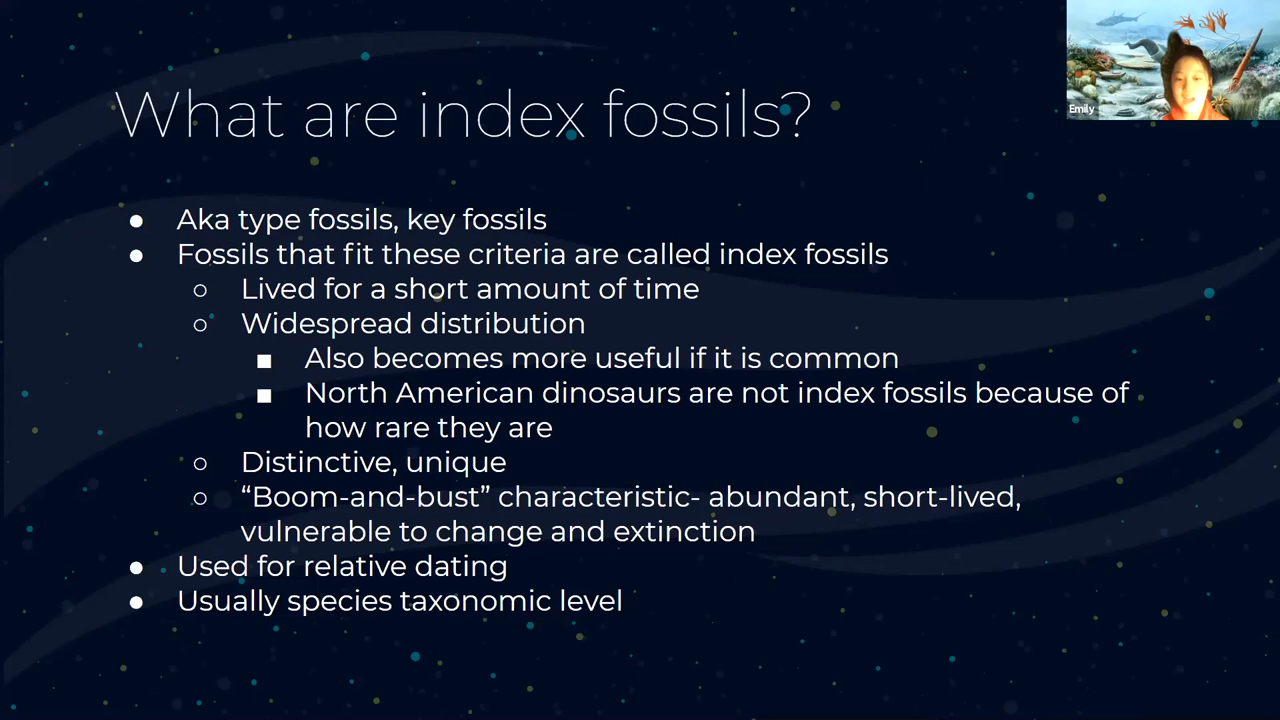 What are index fossils?
Emily
● Aka type fossils, key fossils
● Fossils that fit these criteria are called index fossils
○ Lived for a short amount of time
○ Widespread distribution
■ Also becomes more useful if it is common
■ North American dinosaurs are not index fossils because of
how rare they are
○ Distinctive, unique
○ “Boom-and-bust” characteristic- abundant, short-lived,
vulnerable to change and extinction
● Used for relative dating
● Usually species taxonomic level